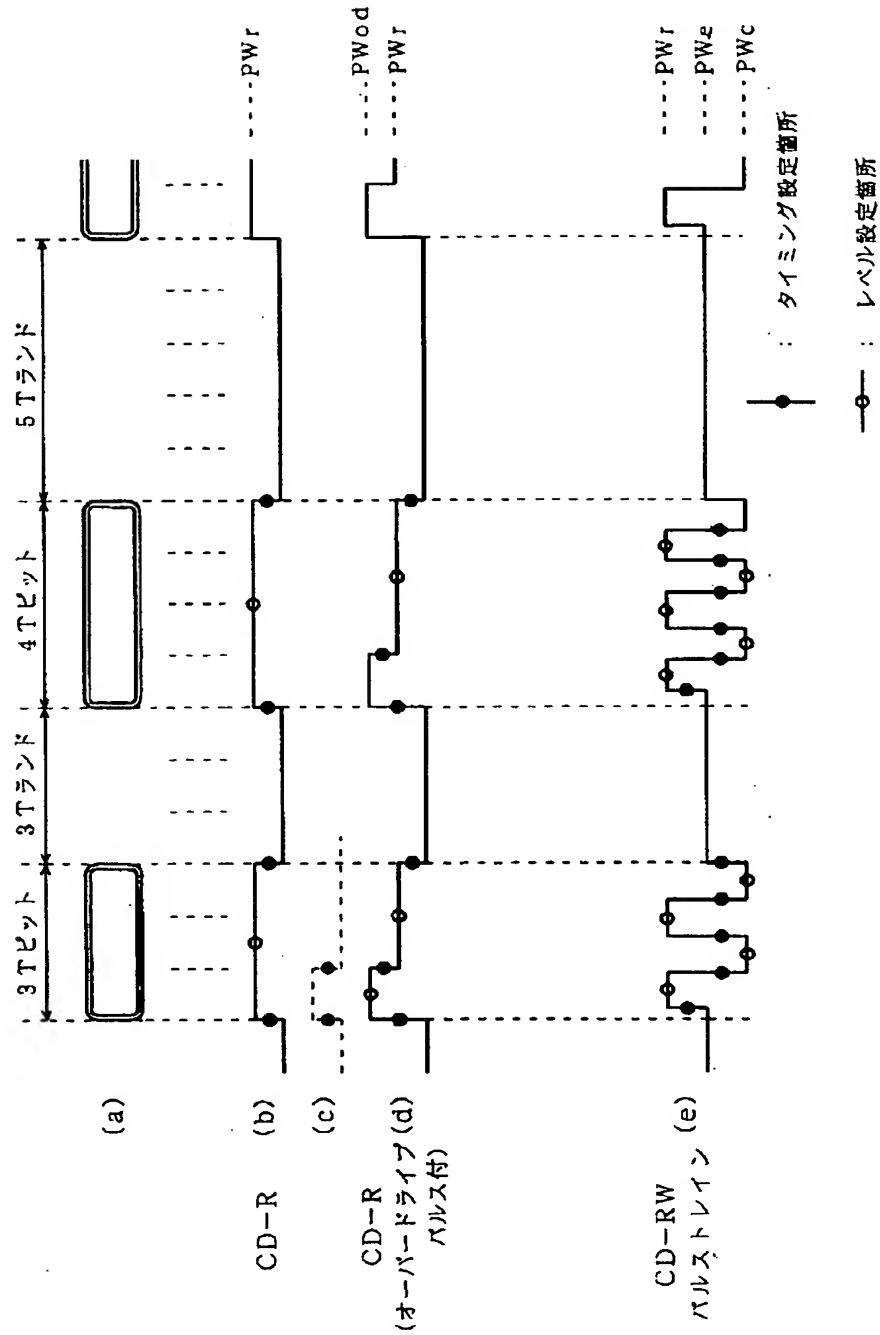 3Tピット
3Tランド
4Tピット
5Tランド
(a)
CD-R
(b)
PWr
(c)
CD-R
(オーバードライブ
パルス付)
(d)
PWod
PWr
CD-RW
パルストレイン
(e)
PWr
PWe
PWc
: タイミング設定箇所
: レベル設定箇所